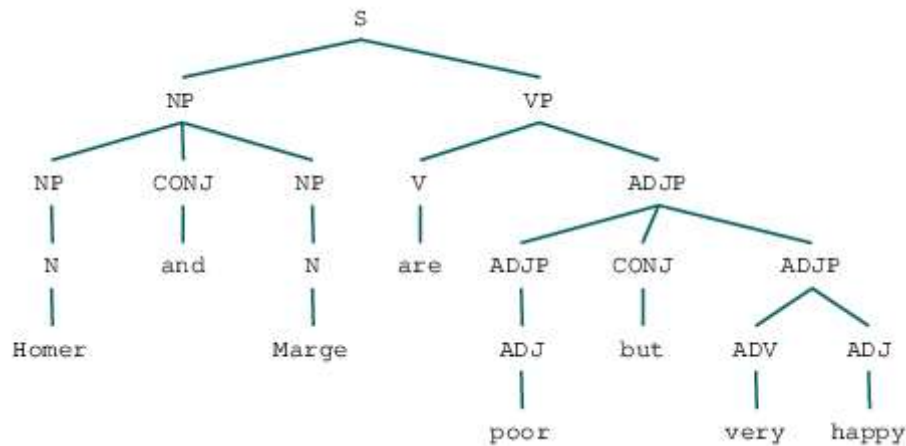 S
NP VP
NP CONJ NP V ADJP
N and N are ADJP CONJ ADJP
Homer Marge ADJ but ADV ADJ
poor very happy